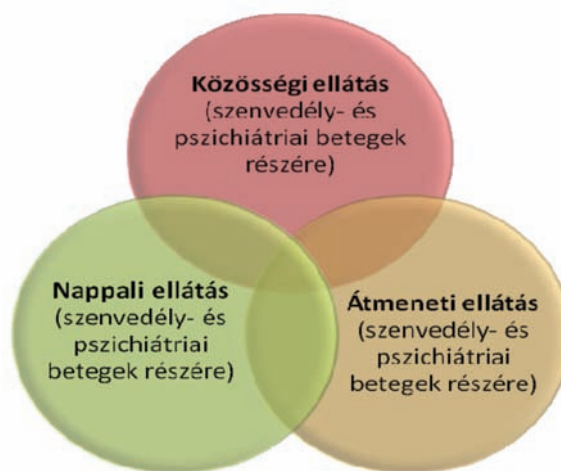 Közösségi ellátás
(szenvedély- és
pszichiátriai betegek
részére)
Nappali ellátás
(szenvedély- és
pszichiátriai
betegek részére)
Átmeneti ellátás
(szenvedély- és
pszichiátriai
betegek részére)